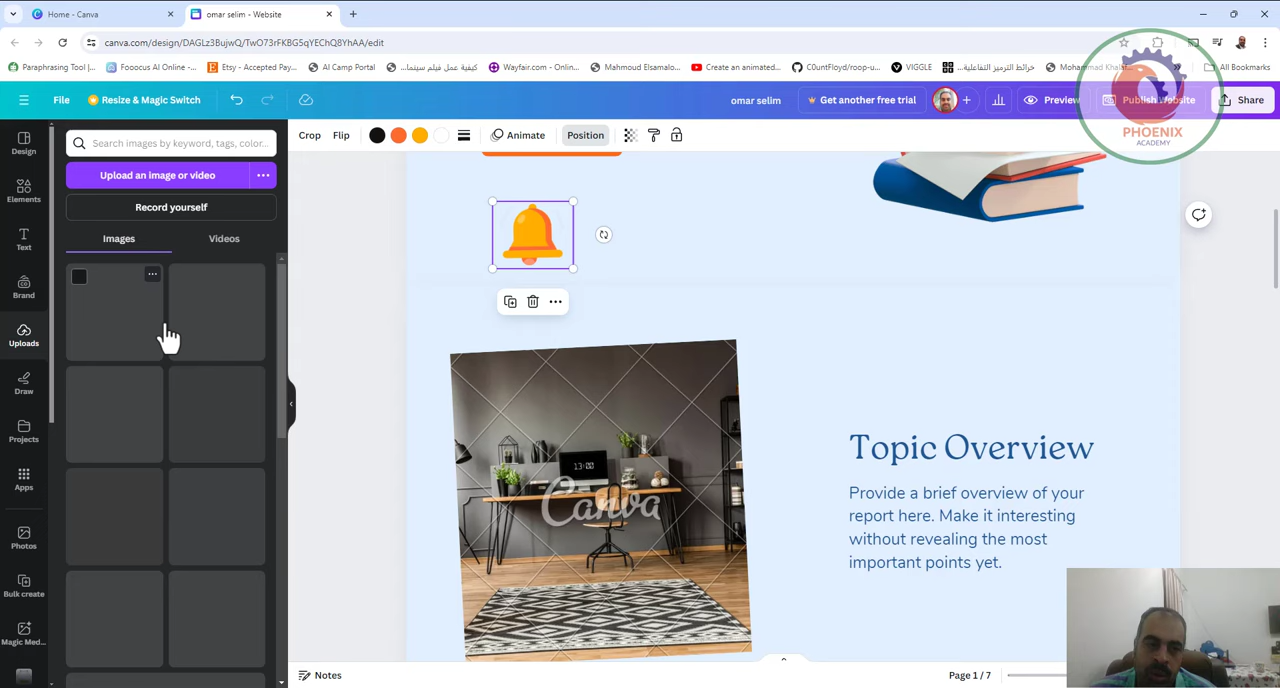 Home - Canva
omar selim - Website
canva.com/design/DAGLz3BujwQ/TwO73rFKBG5qYEChQ8YhAA/edit
Paraphrasing Tool |...
Fooocus AI Online -...
Etsy - Accepted Pay...
AI Camp Portal
كيفية عمل فيلم سينما...
Wayfair.com - Onlin...
Mahmoud Elsamalo...
Create an animated...
C0untFloyd/roop-u...
VIGGLE
خرائط الترميز التفاعلية...
Mohammad Khal
All Bookmarks
File
Resize & Magic Switch
omar selim
Get another free trial
Preview
Publish Website
Share
PHOENIX
ACADEMY
Design
Elements
Text
Brand
Uploads
Draw
Projects
Apps
Photos
Bulk create
Magic Med...
Search images by keyword, tags, color...
Upload an image or video
Record yourself
Images
Videos
Crop
Flip
Animate
Position
13:00
Canva
Topic Overview
Provide a brief overview of your
report here. Make it interesting
without revealing the most
important points yet.
Notes
Page 1 / 7